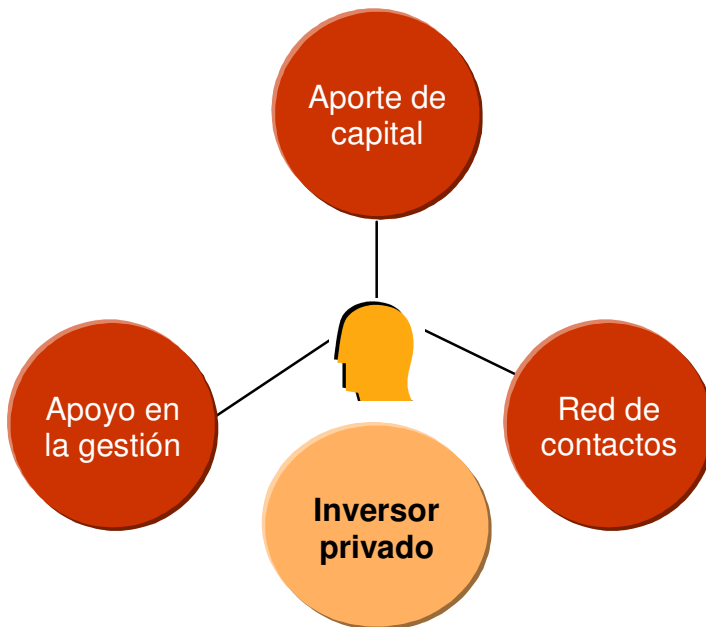 Aporte de
capital
Apoyo en
la gestión
Red de
contactos
Inversor
privado